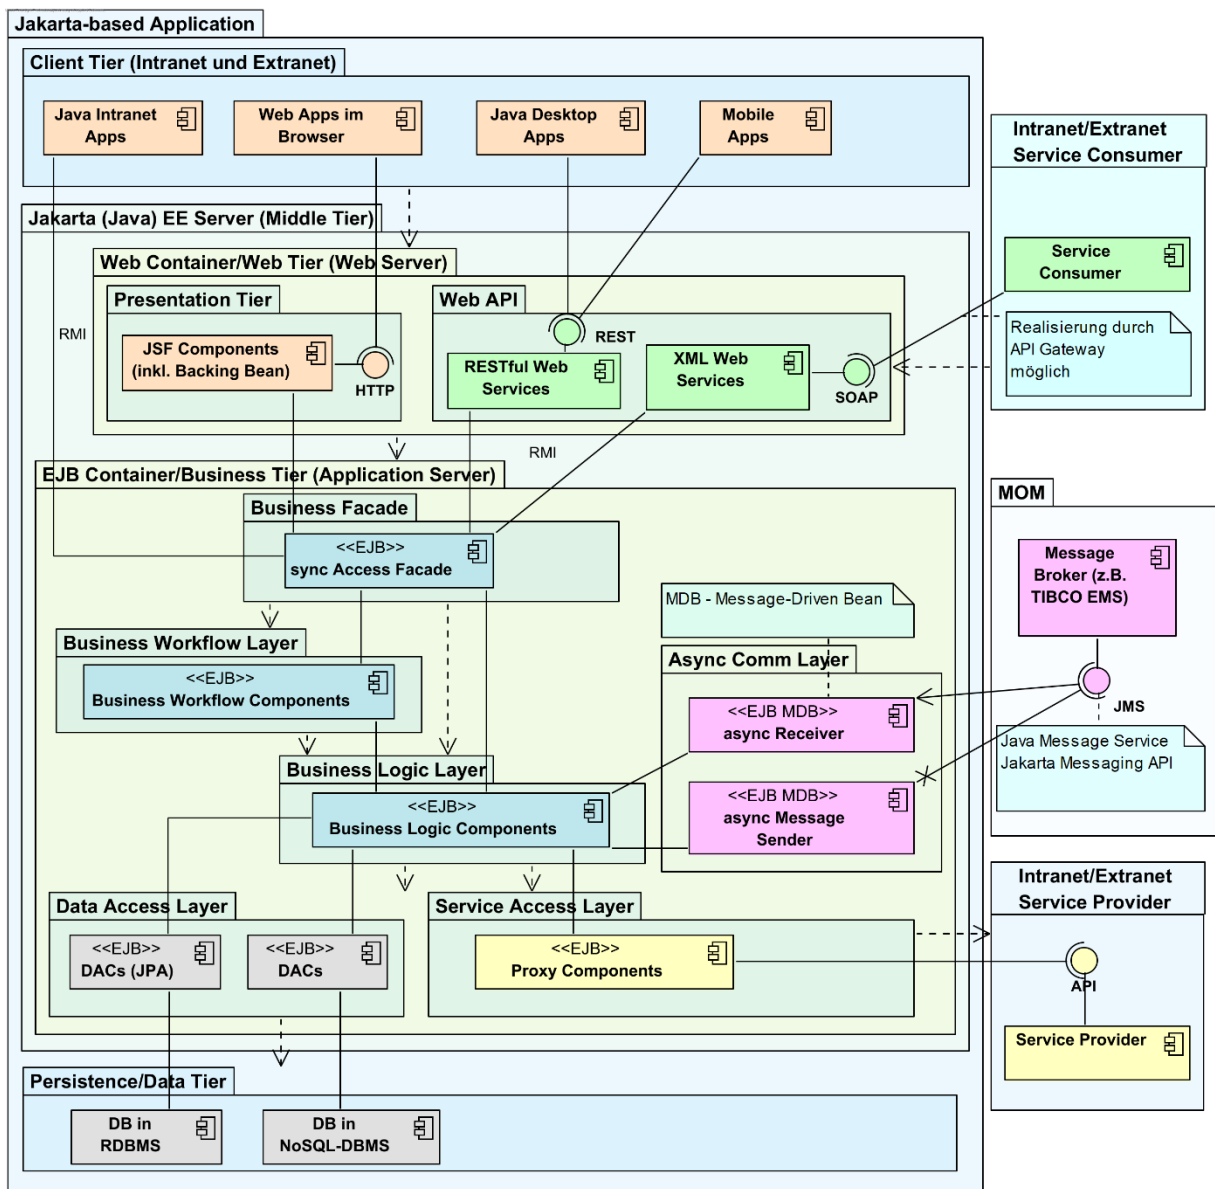 Jakarta-based Application
Client Tier (Intranet und Extranet)
Java Intranet
Apps
Web Apps im
Browser
Java Desktop
Apps
Mobile
Apps
Intranet/Extranet
Service Consumer
Jakarta (Java) EE Server (Middle Tier)
Web Container/Web Tier (Web Server)
Service
Consumer
Presentation Tier
Web API
RMI
JSF Components
(inkl. Backing Bean)
HTTP
REST
RESTful Web
Services
XML Web
Services
SOAP
Realisierung durch
API Gateway
möglich
RMI
EJB Container/Business Tier (Application Server)
Business Facade
<<EJB>>
sync Access Facade
MOM
Message
Broker (z.B.
TIBCO EMS)
MDB - Message-Driven Bean
Business Workflow Layer
<<EJB>>
Business Workflow Components
Async Comm Layer
<<EJB MDB>>
async Receiver
JMS
Java Message Service
Jakarta Messaging API
Business Logic Layer
<<EJB>>
Business Logic Components
<<EJB MDB>>
async Message
Sender
Intranet/Extranet
Service Provider
Data Access Layer
Service Access Layer
<<EJB>>
DACs (JPA)
<<EJB>>
DACs
<<EJB>>
Proxy Components
API
Service Provider
Persistence/Data Tier
DB in
RDBMS
DB in
NoSQL-DBMS